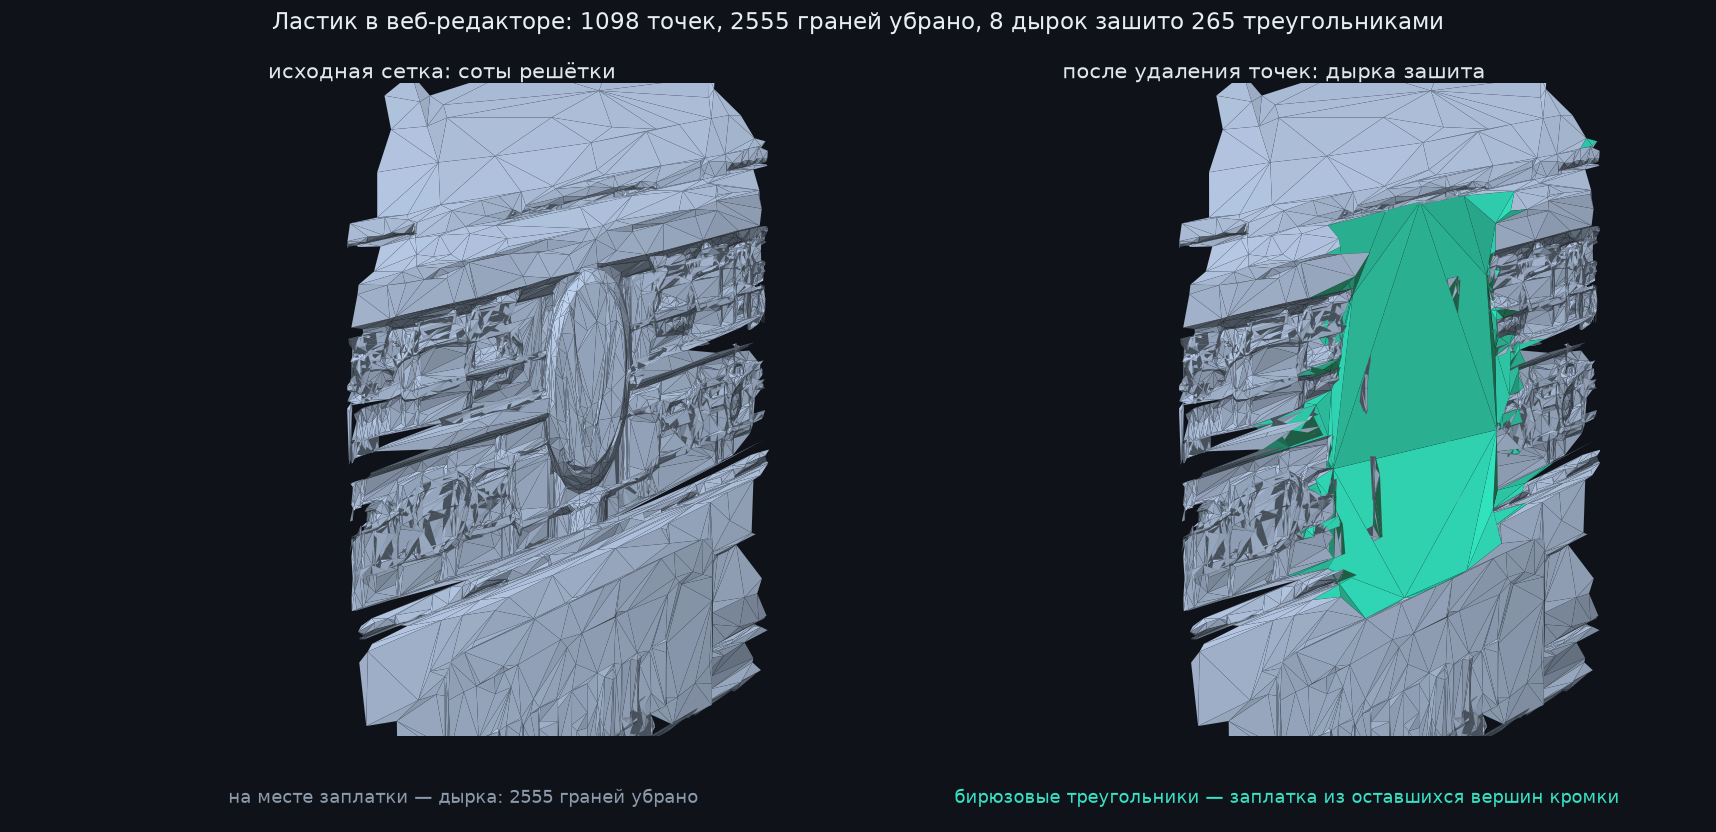 Ластик в веб-редакторе: 1098 точек, 2555 граней убрано, 8 дырок зашито 265 треугольниками
исходная сетка: соты решётки
после удаления точек: дырка зашита
на месте заплатки — дырка: 2555 граней убрано
бирюзовые треугольники — заплатка из оставшихся вершин кромки